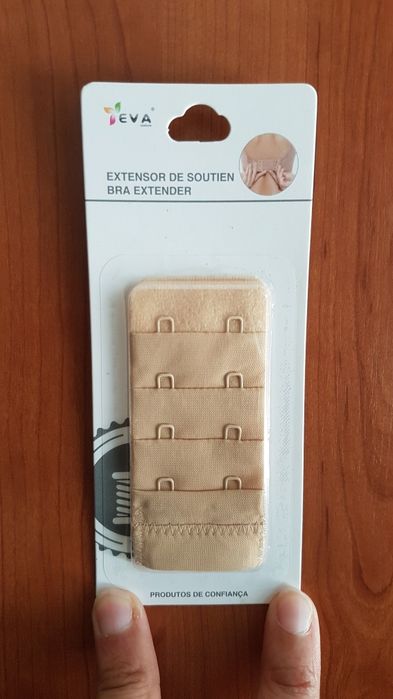 EVA
EXTENSOR DE SOUTIEN
BRA EXTENDER
PRODUTOS DE CONFIANÇA